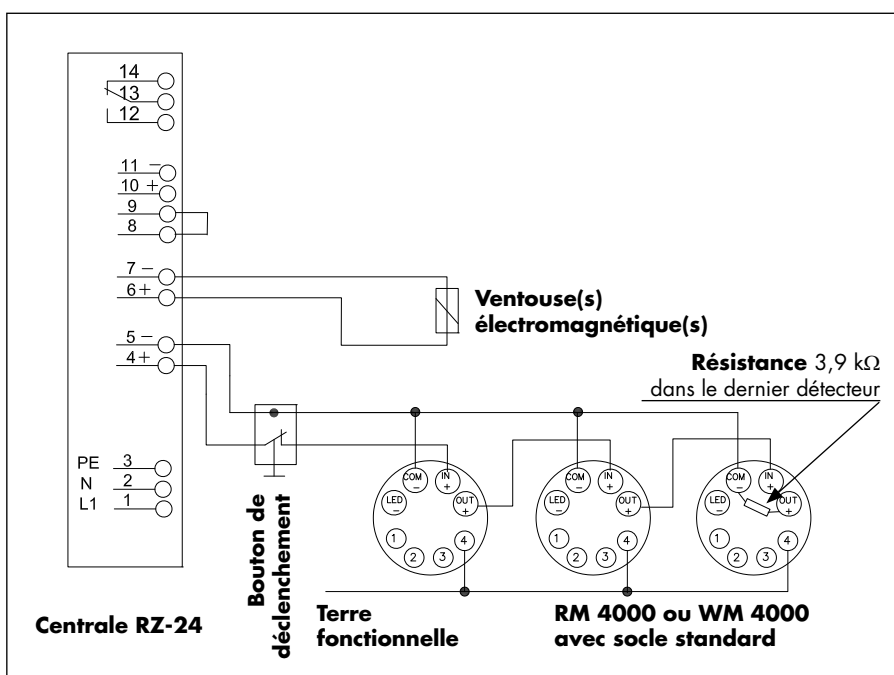 14
13
12
11 –
10 +
9
8
7 –
6+
5 –
4+
PE 3
N 2
L1 1
Centrale RZ-24
Ventouse(s)
électromagnétique(s)
Résistance 3,9 kΩ
dans le dernier détecteur
Bouton de
déclenchement
COM
–
IN
+
LED
–
OUT
+
1
2
3
4
COM
–
IN
+
LED
–
OUT
+
1
2
3
4
COM
–
IN
+
LED
–
OUT
+
1
2
3
4
Terre
fonctionnelle
RM 4000 ou WM 4000
avec socle standard